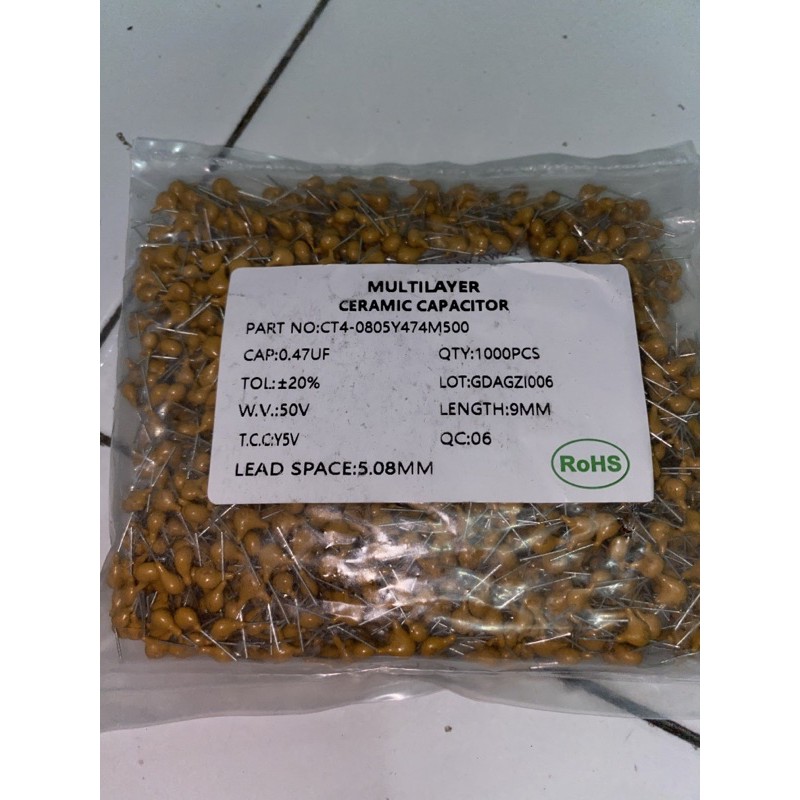 MULTILAYER
CERAMIC CAPACITOR
PART NO:CT4-0805Y474M500
CAP:0.47UF QTY:1000PCS
TOL:±20% LOT:GDAGZI006
W.V.:50V LENGTH:9MM
T.C.C:Y5V QC:06
LEAD SPACE:5.08MM
RoHS